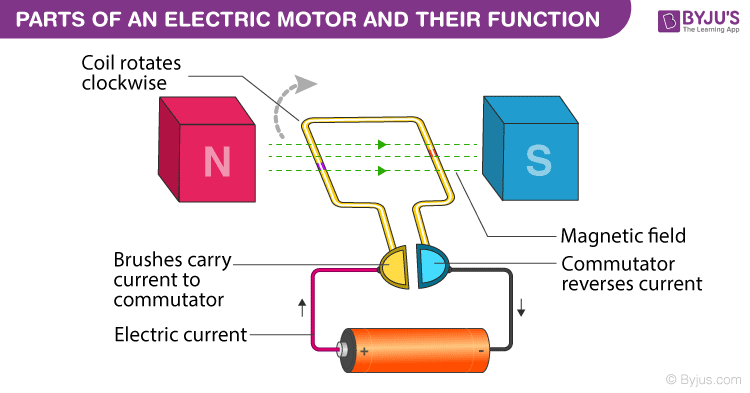 PARTS OF AN ELECTRIC MOTOR AND THEIR FUNCTION
BYJU'S
The Learning App
Coil rotates
clockwise
N
S
Magnetic field
Brushes carry
current to
commutator
Commutator
reverses current
Electric current
+
-
© Byjus.com